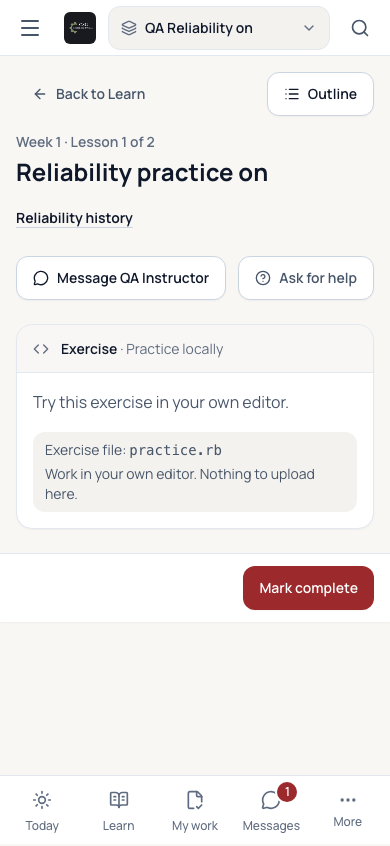 QA Reliability on
Back to Learn
Outline
Week 1 · Lesson 1 of 2
Reliability practice on
Reliability history
Message QA Instructor
Ask for help
Exercise · Practice locally
Try this exercise in your own editor.
Exercise file: practice.rb
Work in your own editor. Nothing to upload
here.
Mark complete
1
Today
Learn
My work
Messages
More